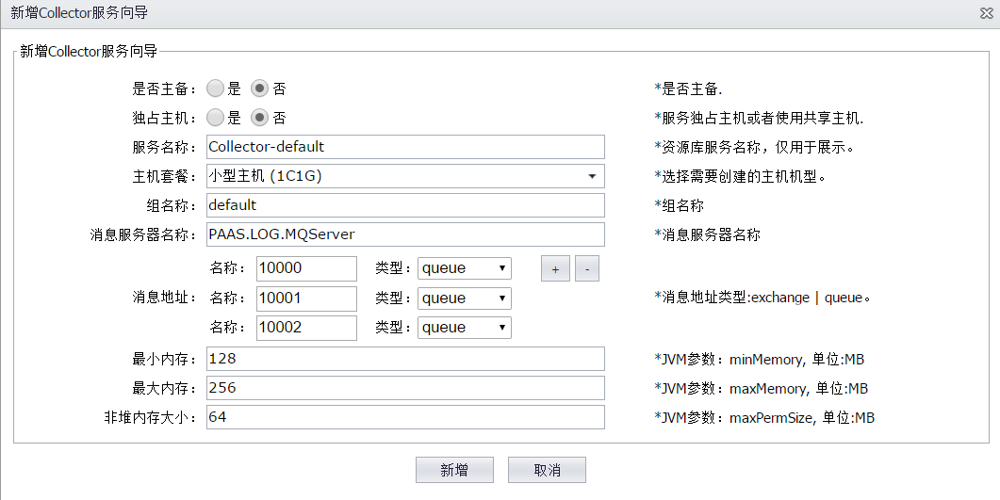 新增Collector服务向导
新增Collector服务向导
是否主备： 是 否 *是否主备.
独占主机： 是 否 *服务独占主机或者使用共享主机.
服务名称： Collector-default *资源库服务名称，仅用于展示。
主机套餐： 小型主机 (1C1G) *选择需要创建的主机机型。
组名称： default *组名称
消息服务器名称： PAAS.LOG.MQServer *消息服务器名称
名称： 10000 类型： queue + -
消息地址： 名称： 10001 类型： queue *消息地址类型:exchange | queue。
名称： 10002 类型： queue
最小内存： 128 *JVM参数：minMemory, 单位:MB
最大内存： 256 *JVM参数：maxMemory, 单位:MB
非堆内存大小： 64 *JVM参数：maxPermSize, 单位:MB
新增 取消